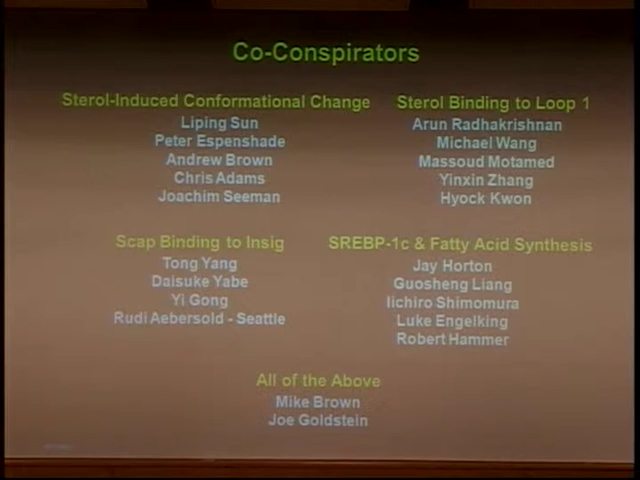 Co-Conspirators
Sterol-Induced Conformational Change
Liping Sun
Peter Espenshade
Andrew Brown
Chris Adams
Joachim Seeman
Sterol Binding to Loop 1
Arun Radhakrishnan
Michael Wang
Massoud Motamed
Yinxin Zhang
Hyock Kwon
Scap Binding to Insig
Tong Yang
Daisuke Yabe
Yi Gong
Rudi Aebersold - Seattle
SREBP-1c & Fatty Acid Synthesis
Jay Horton
Guosheng Liang
Iichiro Shimomura
Luke Engelking
Robert Hammer
All of the Above
Mike Brown
Joe Goldstein